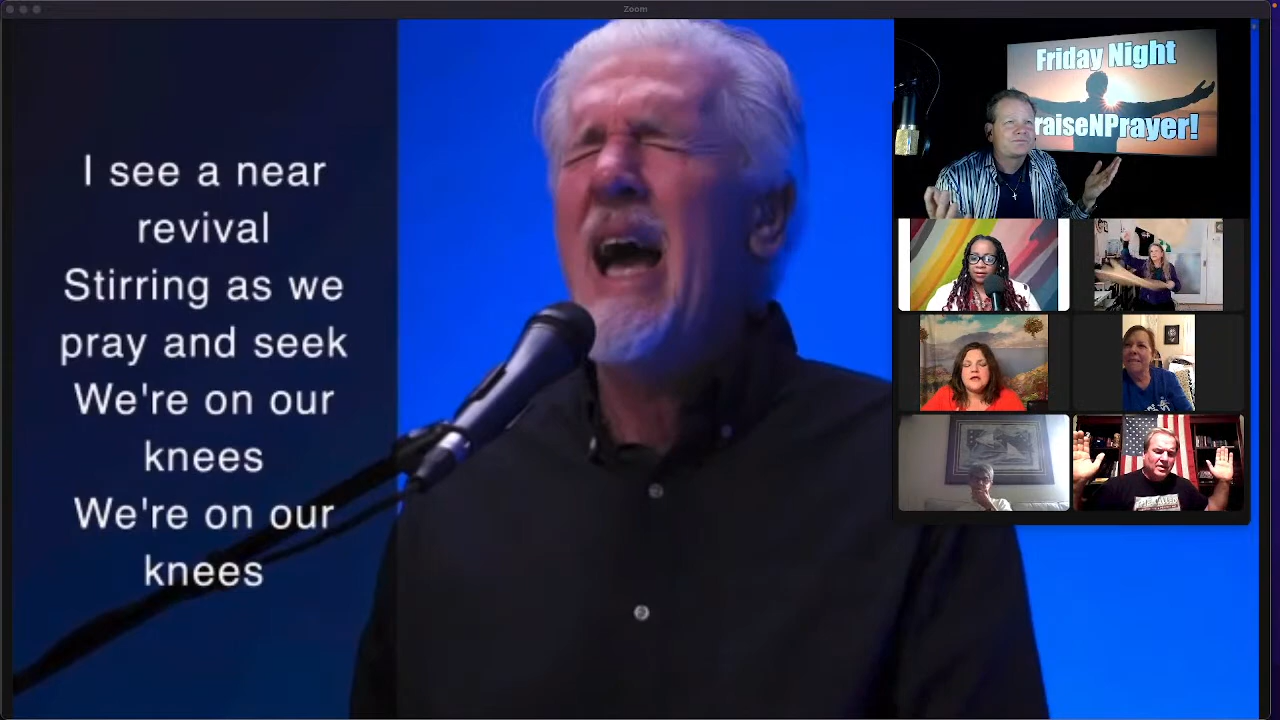 Zoom
I see a near
revival
Stirring as we
pray and seek
We're on our
knees
We're on our
knees
Friday Night
raiseNPrayer!